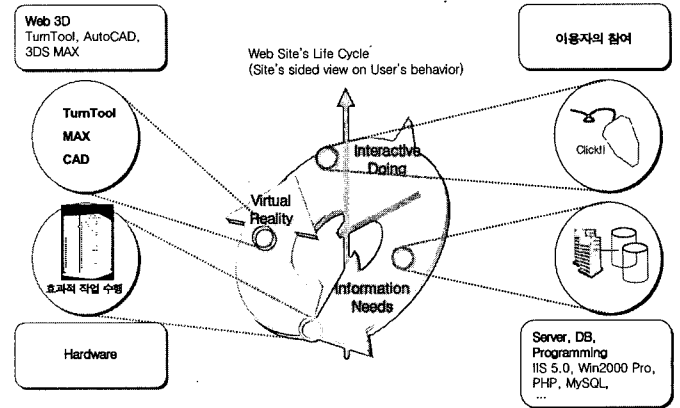 Web 3D
TurnTool, AutoCAD,
3DS MAX
이용자의 참여
Web Site's Life Cycle
(Site's sided view on User's behavior)
TurnTool
MAX
CAD
Click!!
Interactive
Doing
Virtual
Reality
Information
Needs
효과적 작업 수행
Hardware
Server, DB,
Programming
IIS 5.0, Win2000 Pro,
PHP, MySQL,
...